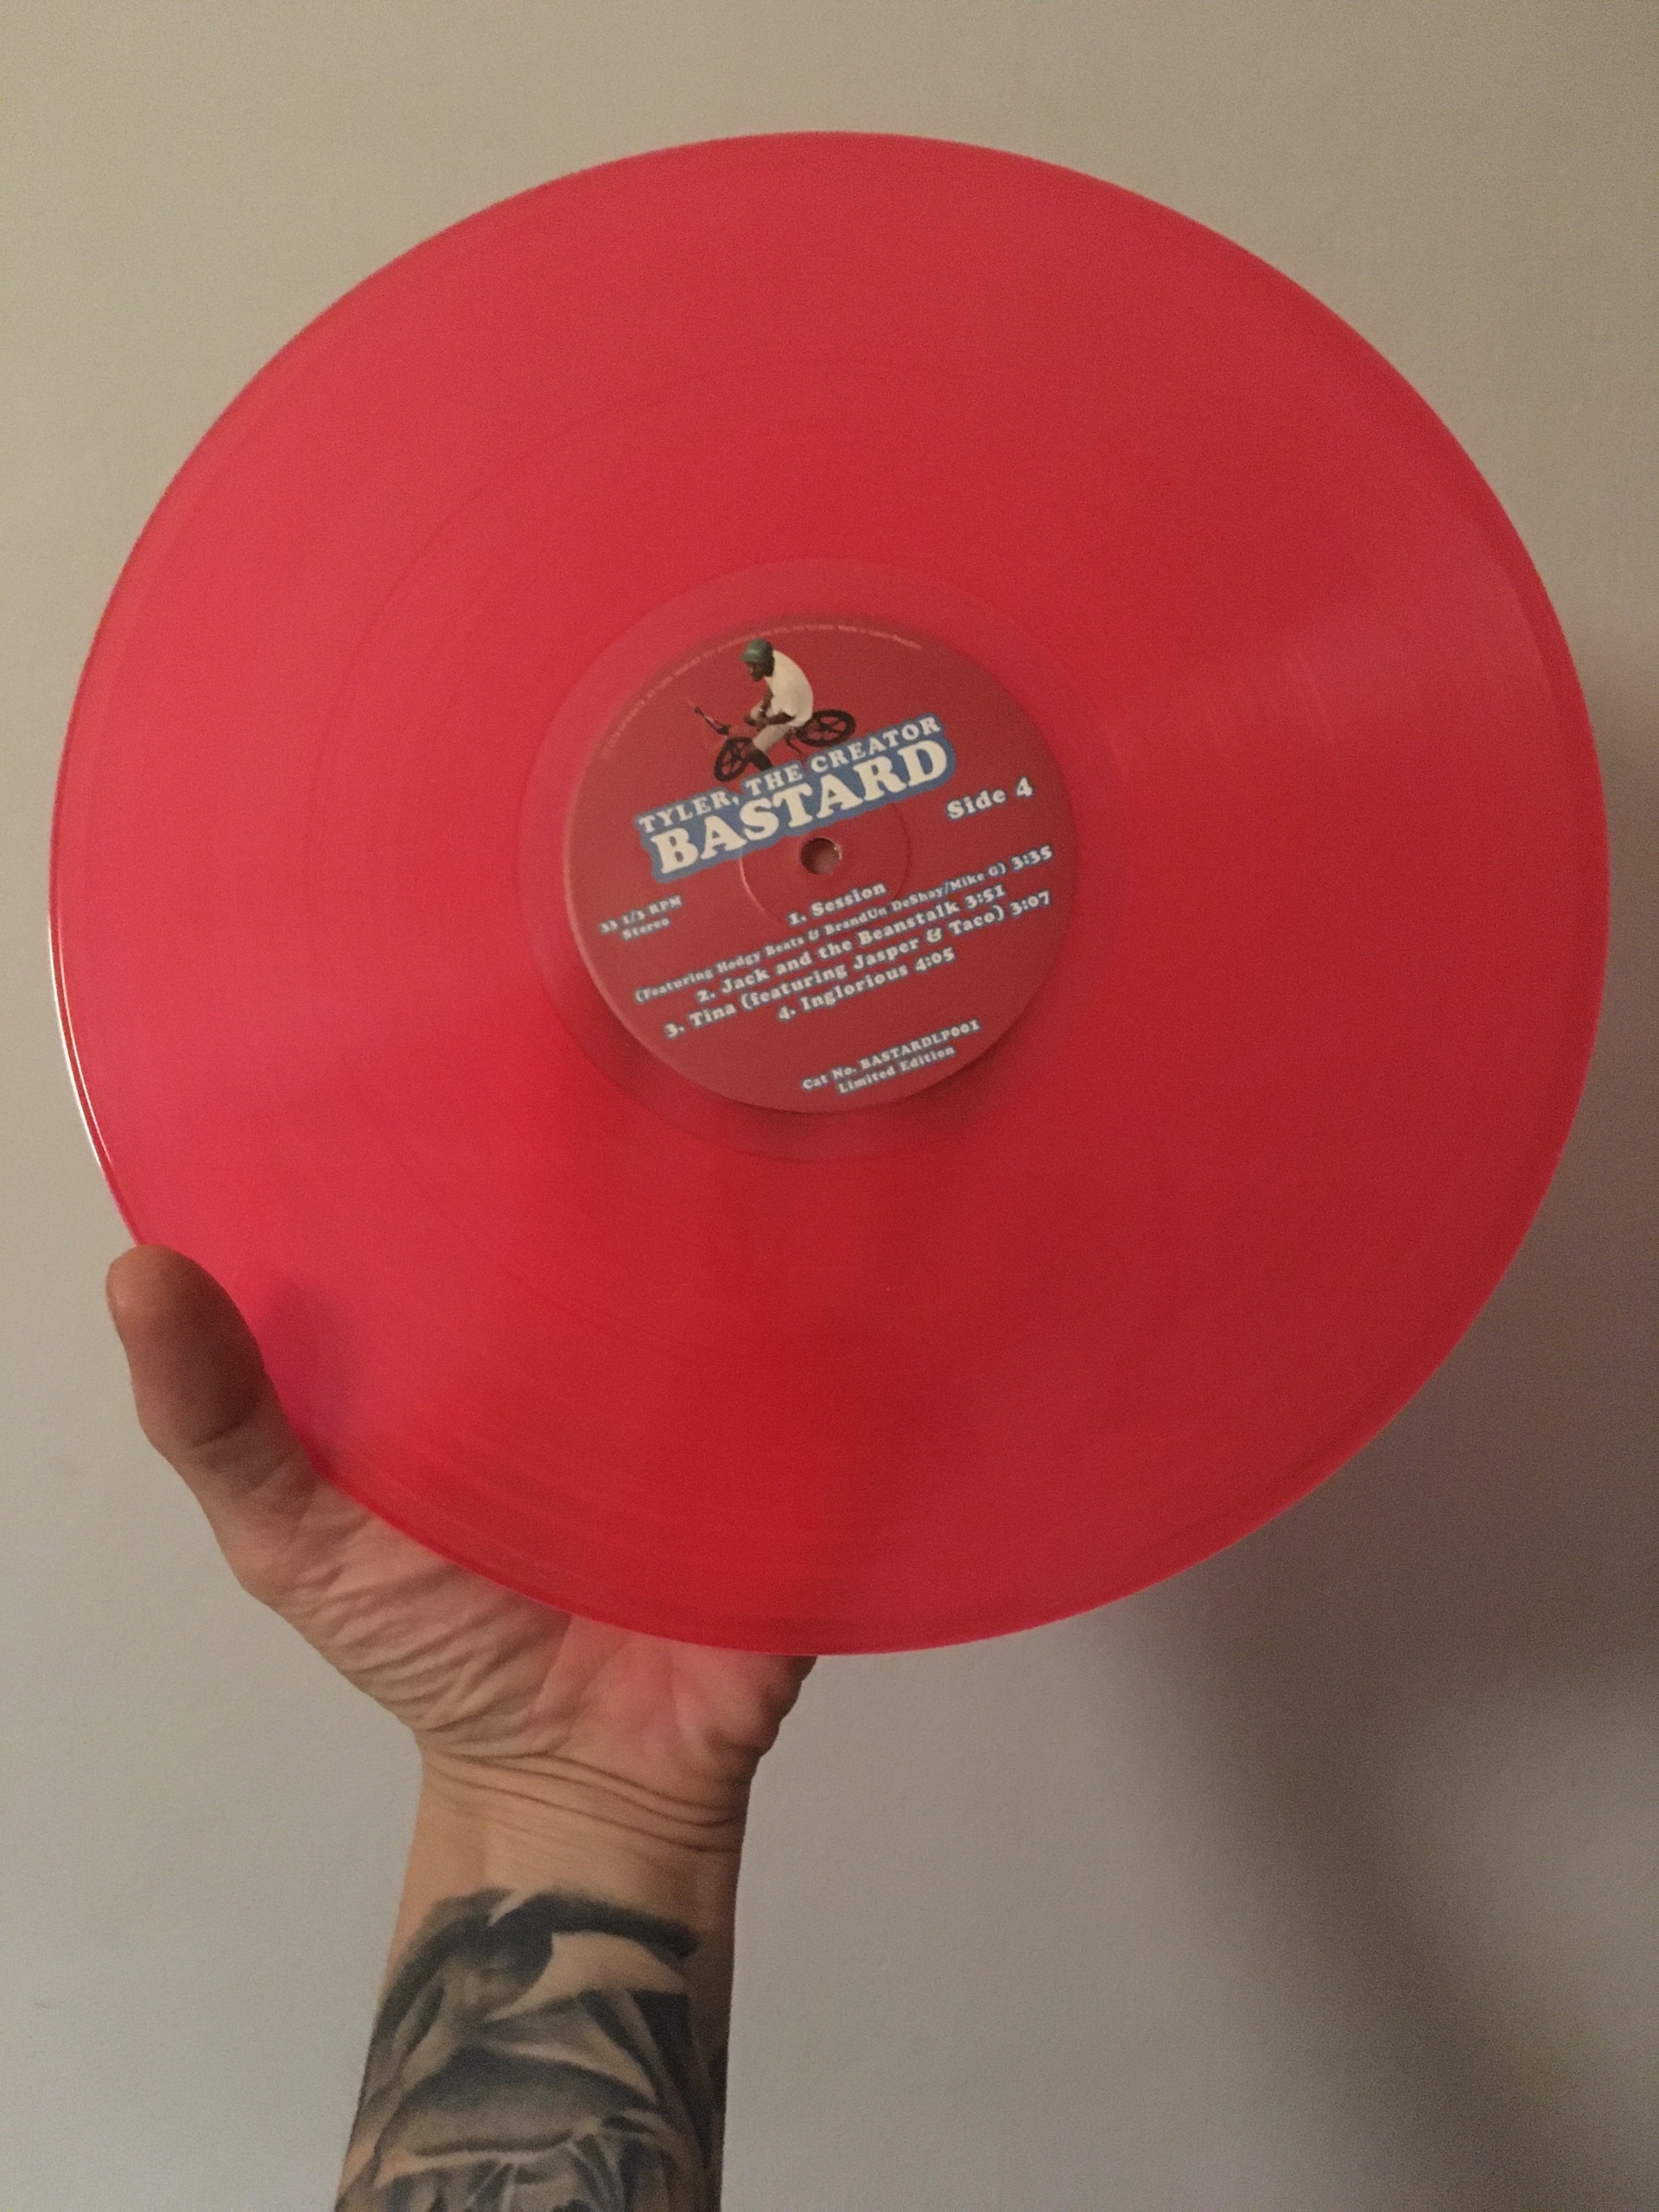 TYLER, THE CREATOR
BASTARD
Side 4
33 1/3 RPM
Stereo
1. Session
(Featuring Hodgy Beats & BrandUn DeShay/Mike G) 3:35
2. Jack and the Beanstalk 3:51
3. Tina (featuring Jasper & Taco) 3:07
4. Inglorious 4:05
Cat No. BASTARDLP001
Limited Edition